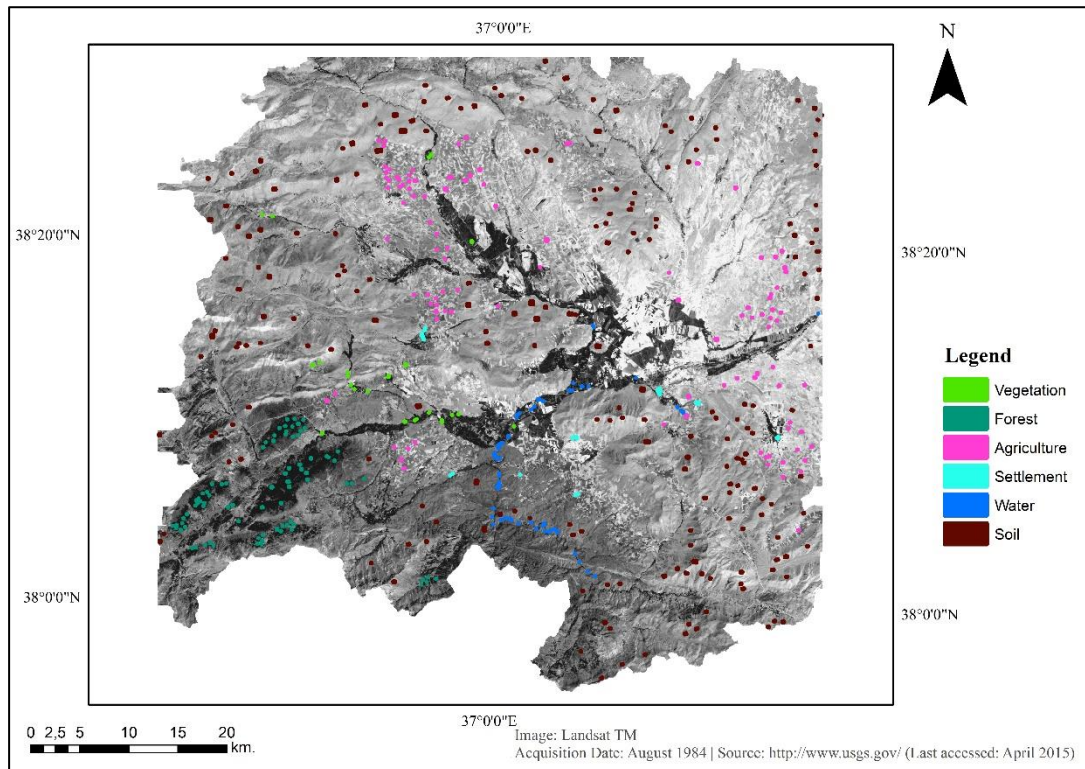 37°0'0"E
N
38°20'0"N
38°20'0"N
Legend
Vegetation
Forest
Agriculture
Settlement
Water
Soil
38°0'0"N
38°0'0"N
37°0'0"E
0 2,5 5 10 15 20
km.
Image: Landsat TM
Acquisition Date: August 1984 | Source: http://www.usgs.gov/ (Last accessed: April 2015)